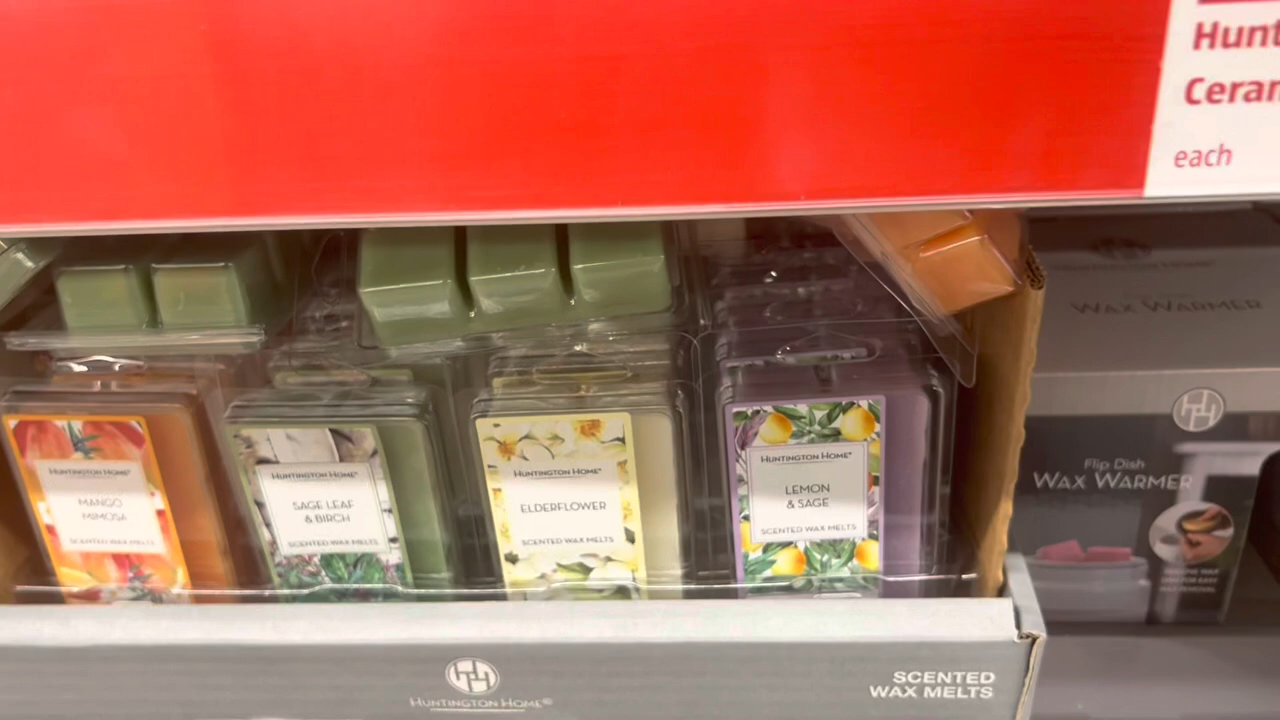 Hunt
Ceran
each
HUNTINGTON HOME
WAX WARMER
HUNTINGTON HOME®
MANGO
MIMOSA
SCENTED WAX MELTS
HUNTINGTON HOME®
SAGE LEAF
& BIRCH
SCENTED WAX MELTS
HUNTINGTON HOME®
ELDERFLOWER
SCENTED WAX MELTS
HUNTINGTON HOME®
LEMON
& SAGE
SCENTED WAX MELTS
Flip Dish
WAX WARMER
HUNTINGTON HOME®
SCENTED
WAX MELTS